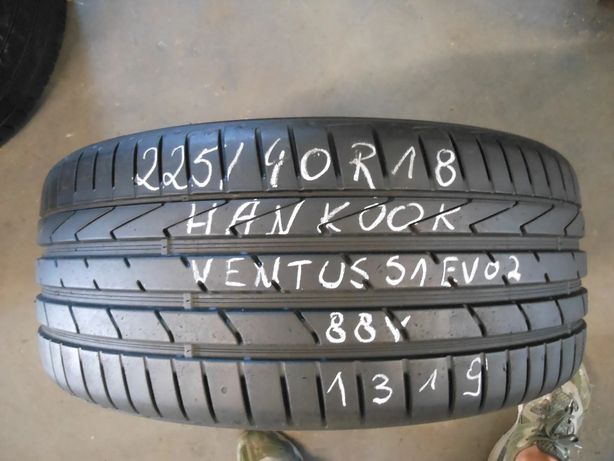 225/40R18
HANKOOK
VENTUS S1 EVO2
88Y
1319